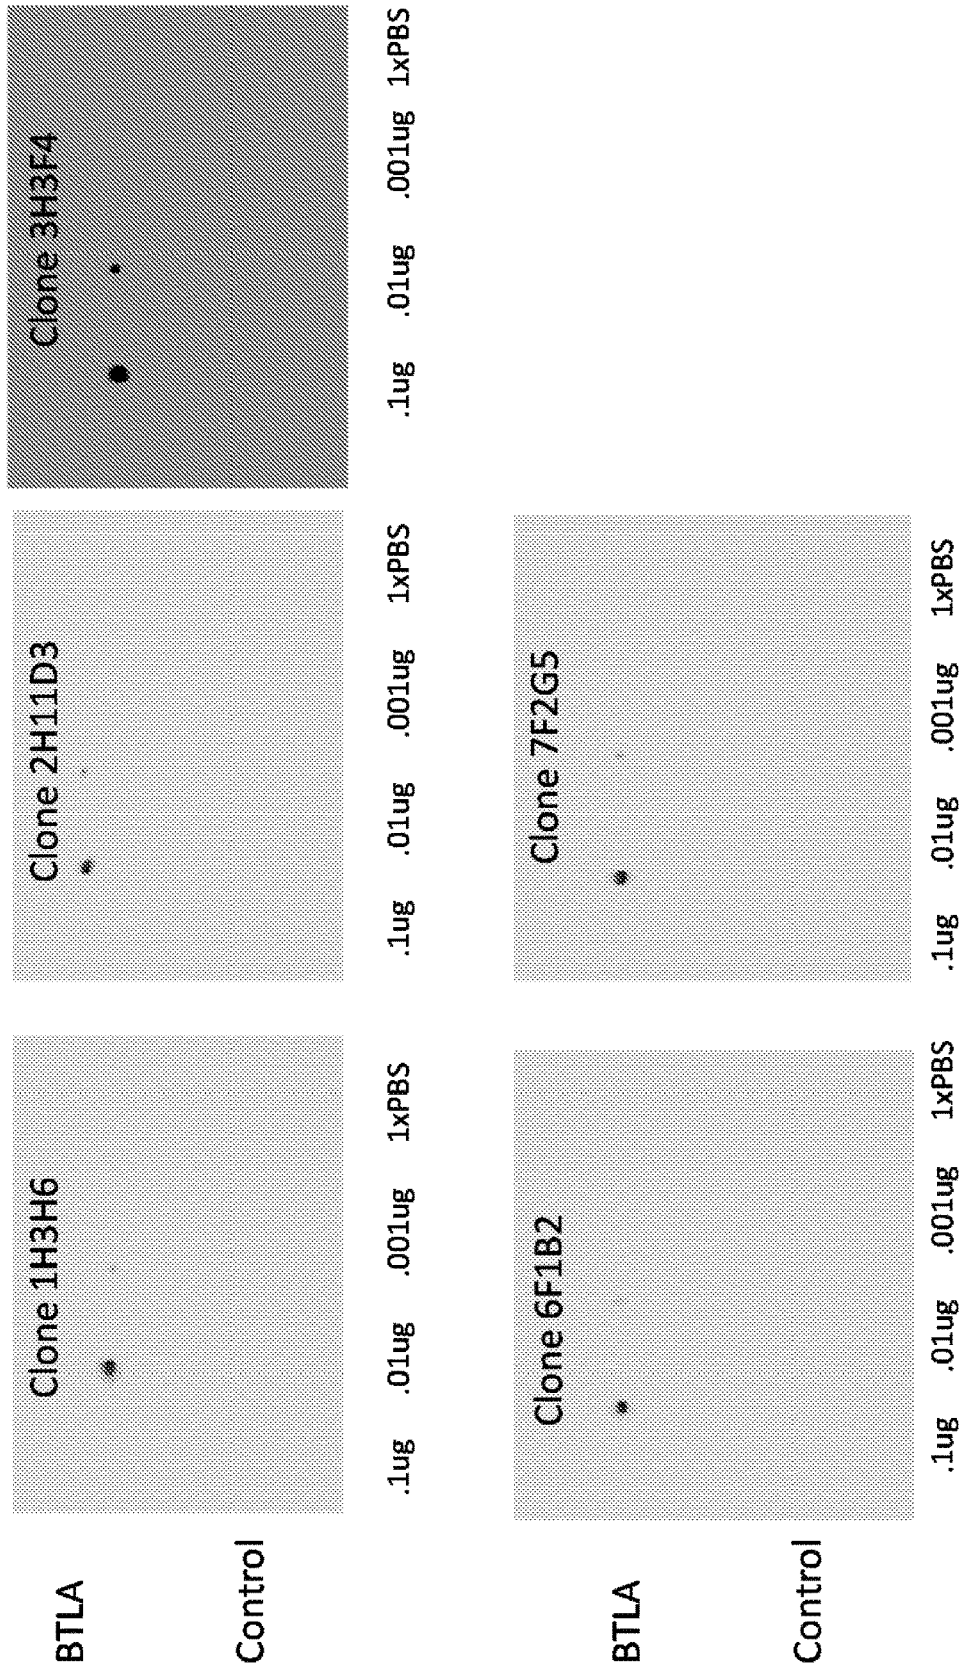 Clone 1H3H6
Clone 2H11D3
Clone 3H3F4
BTLA
Control
.1ug .01ug .001ug 1xPBS
.1ug .01ug .001ug 1xPBS
.1ug .01ug .001ug 1xPBS
Clone 6F1B2
Clone 7F2G5
BTLA
Control
.1ug .01ug .001ug 1xPBS
.1ug .01ug .001ug 1xPBS